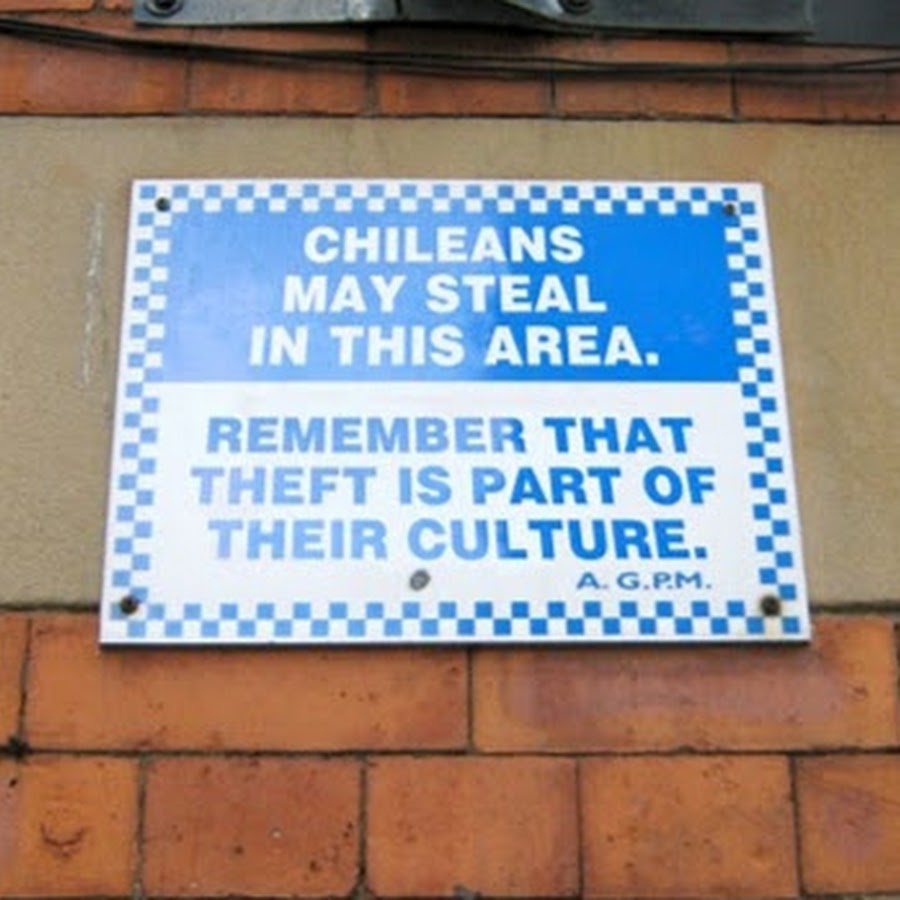 CHILEANS
MAY STEAL
IN THIS AREA.
REMEMBER THAT
THEFT IS PART OF
THEIR CULTURE.
A. G.P.M.